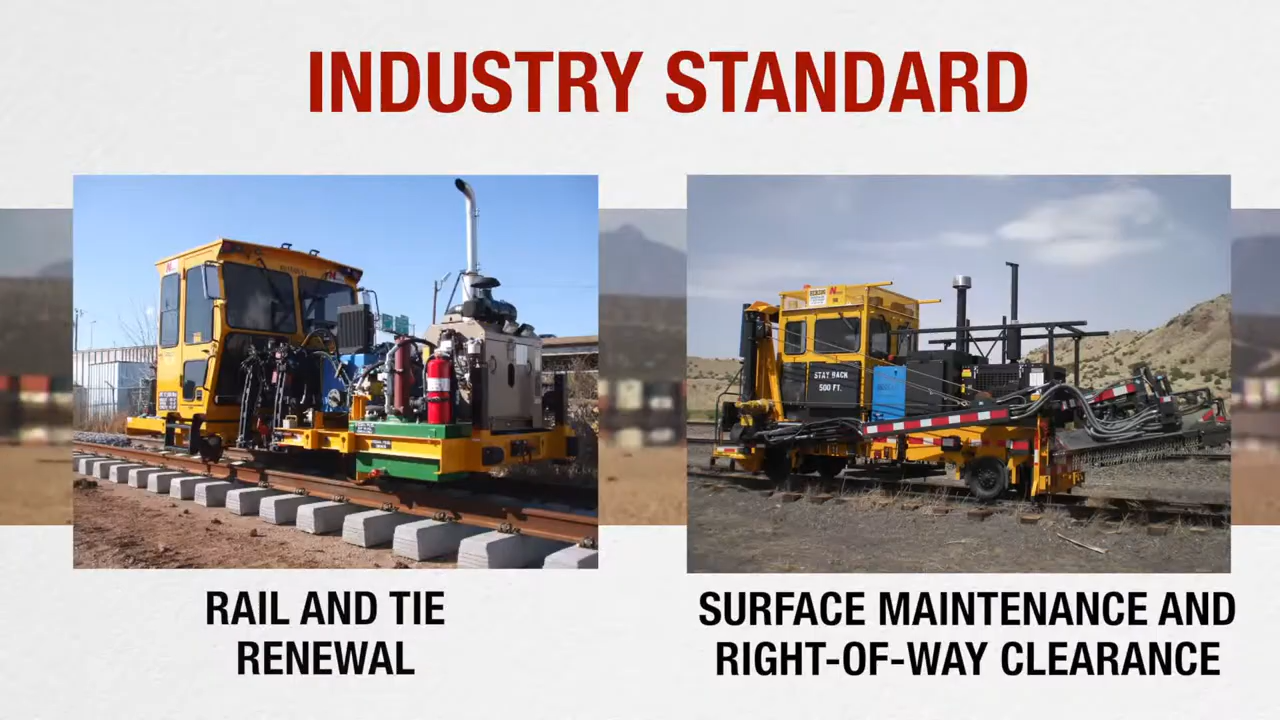 INDUSTRY STANDARD
STAY BACK
500 FT.
RAIL AND TIE
RENEWAL
SURFACE MAINTENANCE AND
RIGHT-OF-WAY CLEARANCE